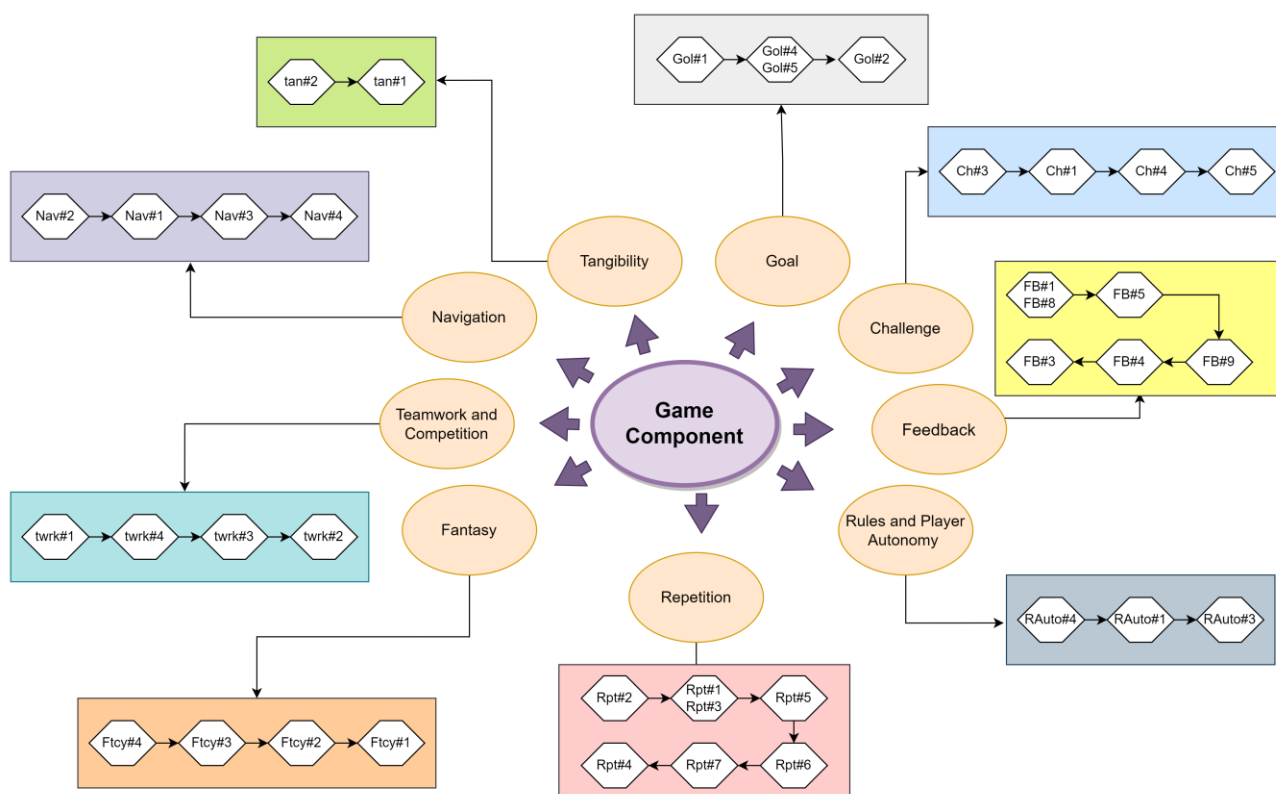 Gol#1
Gol#4
Gol#5
Gol#2
tan#2
tan#1
Ch#3
Ch#1
Ch#4
Ch#5
Nav#2
Nav#1
Nav#3
Nav#4
Tangibility
Goal
Navigation
Challenge
FB#1
FB#8
FB#5
FB#3
FB#4
FB#9
Teamwork and
Competition
Game
Component
Feedback
twrk#1
twrk#4
twrk#3
twrk#2
Fantasy
Rules and Player
Autonomy
Repetition
RAuto#4
RAuto#1
RAuto#3
Rpt#2
Rpt#1
Rpt#3
Rpt#5
Rpt#4
Rpt#7
Rpt#6
Ftcy#4
Ftcy#3
Ftcy#2
Ftcy#1